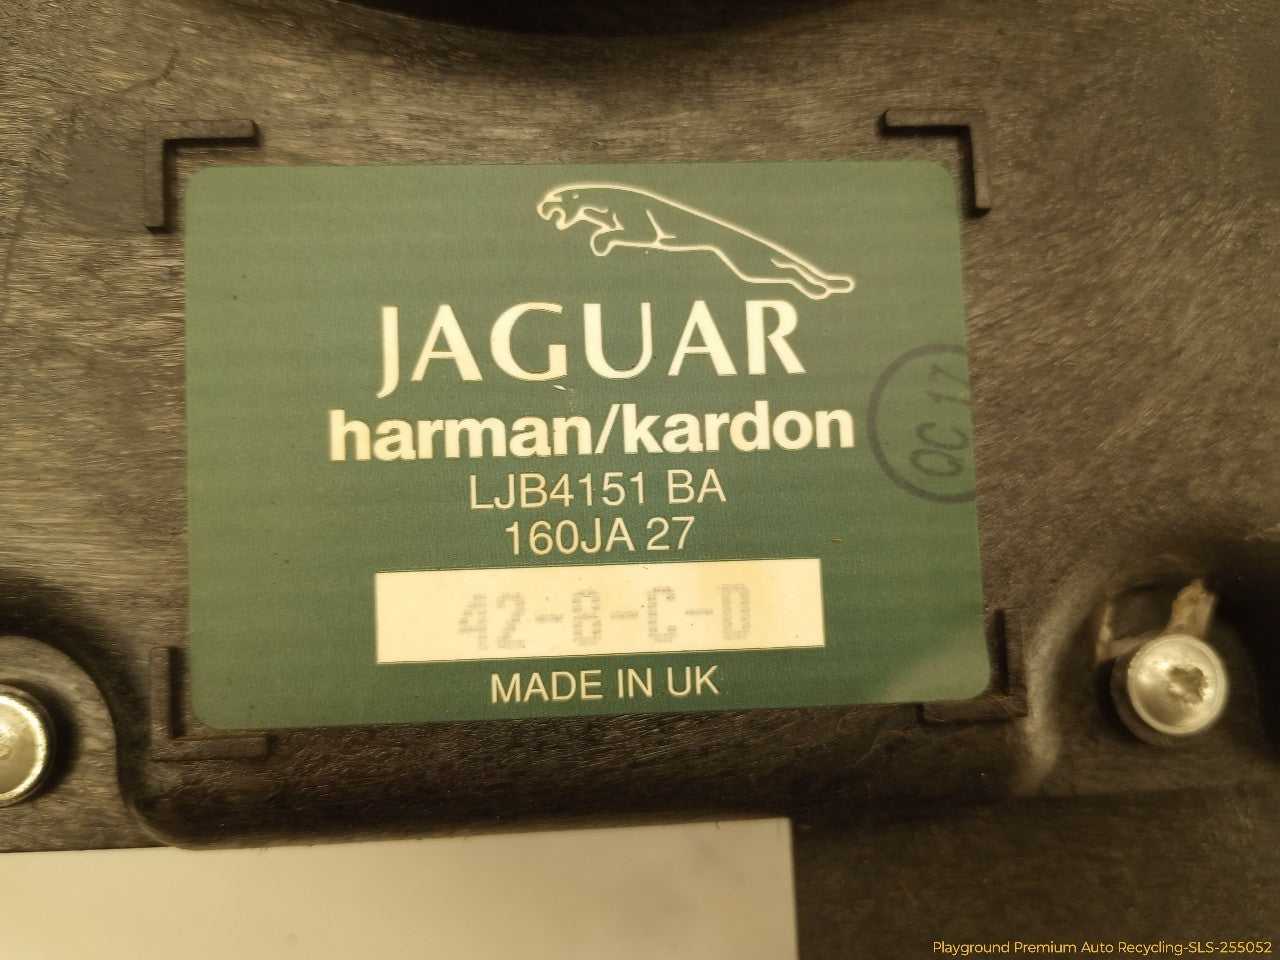 JAGUAR
harman/kardon
QC 17
LJB4151 BA
160JA 27
42-8-C-D
MADE IN UK
Playground Premium Auto Recycling-SLS-255052